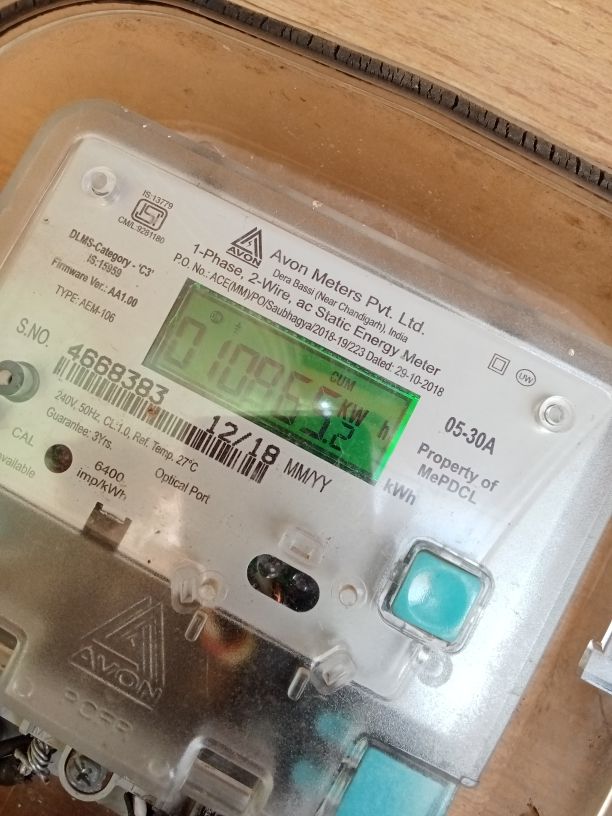 IS:13779
CM/L:9281180
AVON
Avon Meters Pvt. Ltd.
Dera Bassi (Near Chandigarh), India
1-Phase, 2-Wire, ac Static Energy Meter
P.O. No.: ACE(MM)/PO/Saubhagya/2018-19/223 Dated: 29-10-2018
DLMS-Category - 'C3'
IS:15959
Firmware Ver.: AA1.00
TYPE: AEM-106
UW
CUM
KW h
S.NO. 4668383
12/18 MM/YY
240V, 50Hz, CL:1.0, Ref. Temp. 27°C
Guarantee: 3Yrs.
kWh
05-30A
Property of
MePDCL
CAL
6400
imp/kWh
Optical Port
AVON